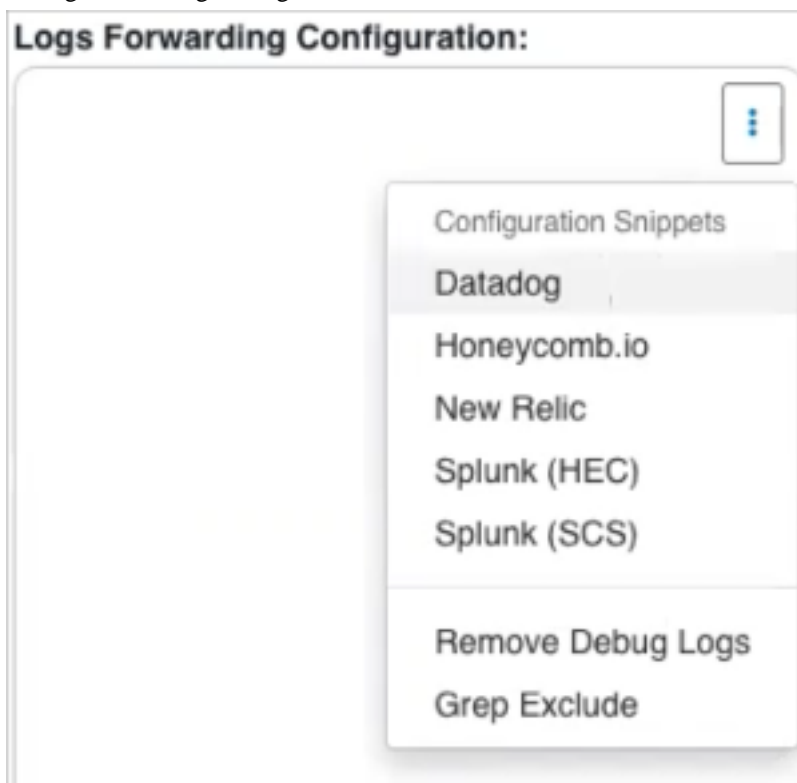 Logs Forwarding Configuration:
Configuration Snippets
Datadog
Honeycomb.io
New Relic
Splunk (HEC)
Splunk (SCS)
Remove Debug Logs
Grep Exclude